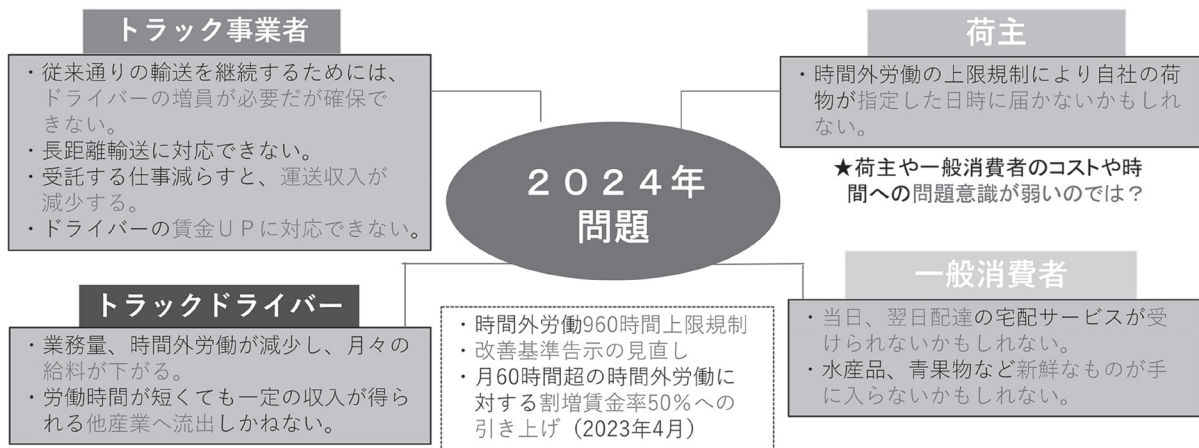 トラック事業者
・従来通りの輸送を継続するためには、
ドライバーの増員が必要だが確保で
きない。
・長距離輸送に対応できない。
・受託する仕事減らすと、運送収入が
減少する。
・ドライバーの賃金ＵＰに対応できない。
荷主
・時間外労働の上限規制により自社の荷
物が指定した日時に届かないかもしれ
ない。
★荷主や一般消費者のコストや時
間への問題意識が弱いのでは？
２０２４年
問題
トラックドライバー
・業務量、時間外労働が減少し、月々の
給料が下がる。
・労働時間が短くても一定の収入が得ら
れる他産業へ流出しかねない。
・時間外労働960時間上限規制
・改善基準告示の見直し
・月60時間超の時間外労働に
対する割増賃金率50％への
引き上げ（2023年4月）
一般消費者
・当日、翌日配達の宅配サービスが受
けられないかもしれない。
・水産品、青果物など新鮮なものが手
に入らないかもしれない。